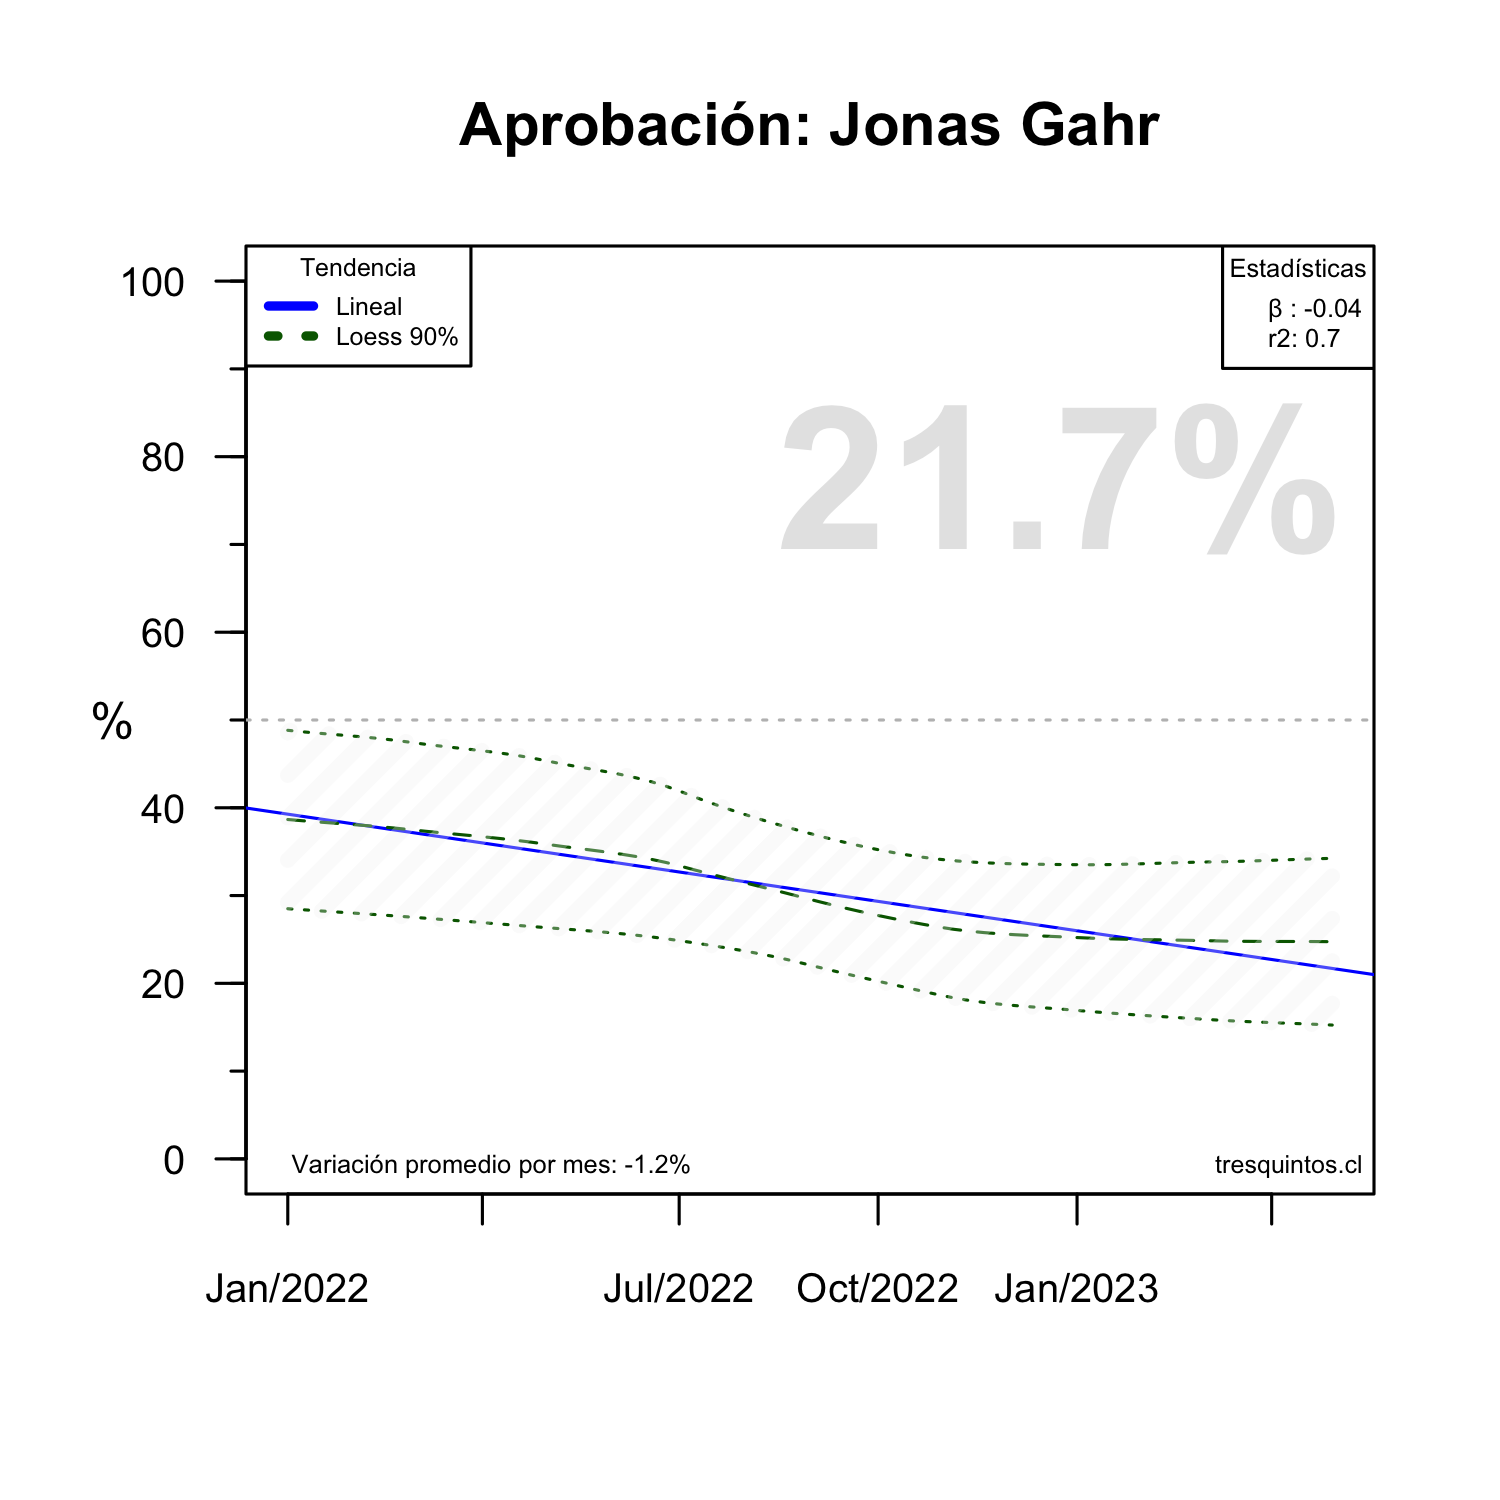 Aprobación: Jonas Gahr
Tendencia
Lineal
Loess 90%
Estadísticas
β : -0.04
r2: 0.7
21.7%
100
80
60
%
40
20
0
Variación promedio por mes: -1.2%
tresquintos.cl
Jan/2022
Jul/2022
Oct/2022
Jan/2023